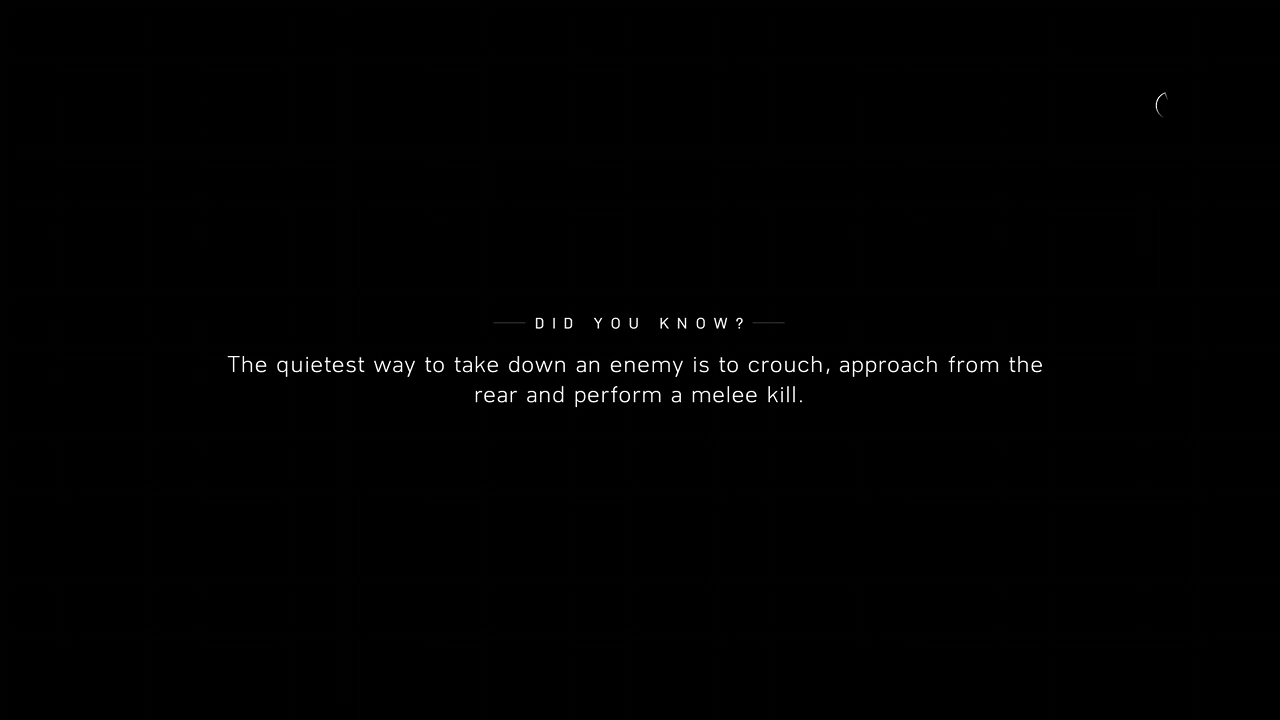 DID YOU KNOW?
The quietest way to take down an enemy is to crouch, approach from the
rear and perform a melee kill.